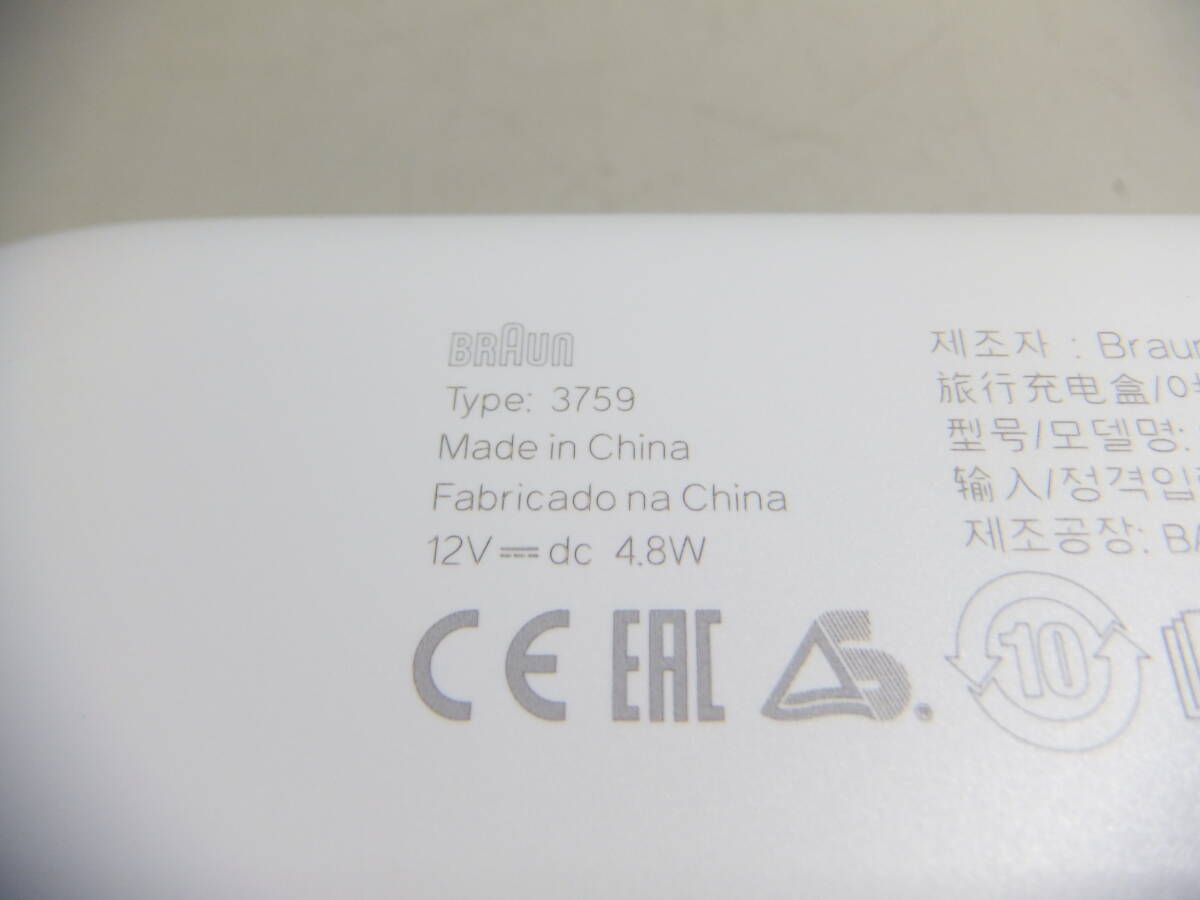 BRAUN
Type: 3759
Made in China
Fabricado na China
12V ⎓ dc 4.8W
CE EAC
제조자 : Braun
旅行充电盒/
型号/모델명:
输入/정격입
제조공장: B
10